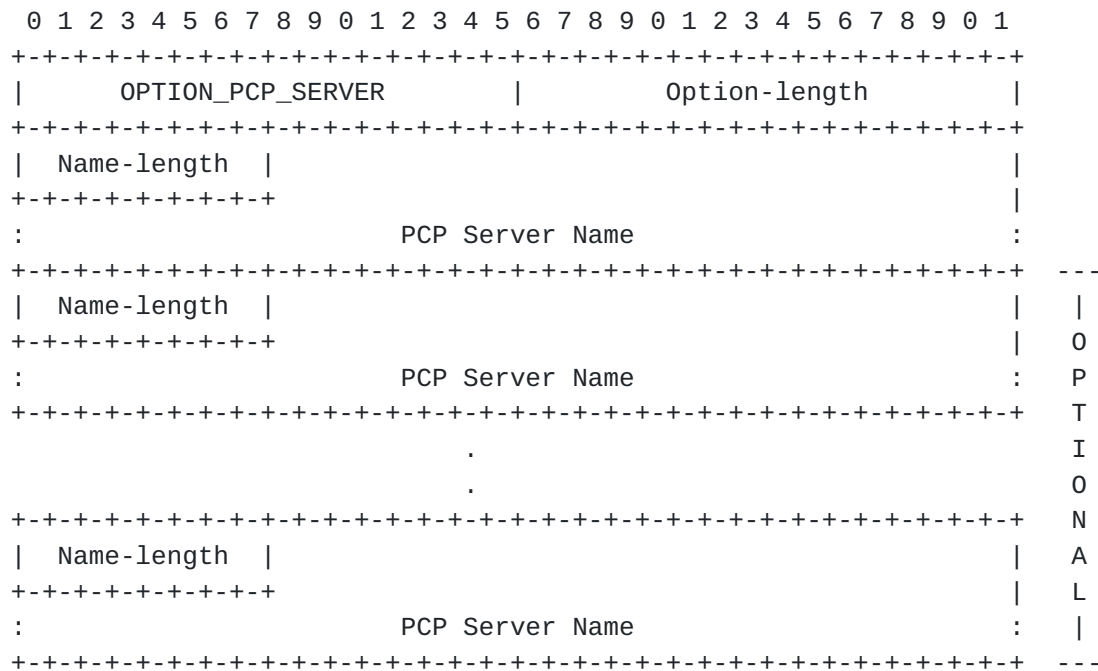 0 1 2 3 4 5 6 7 8 9 0 1 2 3 4 5 6 7 8 9 0 1 2 3 4 5 6 7 8 9 0 1
+-+-+-+-+-+-+-+-+-+-+-+-+-+-+-+-+-+-+-+-+-+-+-+-+-+-+-+-+-+-+-+-+
|      OPTION_PCP_SERVER        |         Option-length         |
+-+-+-+-+-+-+-+-+-+-+-+-+-+-+-+-+-+-+-+-+-+-+-+-+-+-+-+-+-+-+-+-+
|  Name-length  |                                               |
+-+-+-+-+-+-+-+-+                                               |
:                        PCP Server Name                        :
+-+-+-+-+-+-+-+-+-+-+-+-+-+-+-+-+-+-+-+-+-+-+-+-+-+-+-+-+-+-+-+-+  ---
|  Name-length  |                                               |   |
+-+-+-+-+-+-+-+-+                                               |   O
:                        PCP Server Name                        :   P
+-+-+-+-+-+-+-+-+-+-+-+-+-+-+-+-+-+-+-+-+-+-+-+-+-+-+-+-+-+-+-+-+   T
                             .                                      I
                             .                                      O
+-+-+-+-+-+-+-+-+-+-+-+-+-+-+-+-+-+-+-+-+-+-+-+-+-+-+-+-+-+-+-+-+   N
|  Name-length  |                                               |   A
+-+-+-+-+-+-+-+-+                                               |   L
:                        PCP Server Name                        :   |
+-+-+-+-+-+-+-+-+-+-+-+-+-+-+-+-+-+-+-+-+-+-+-+-+-+-+-+-+-+-+-+-+  ---